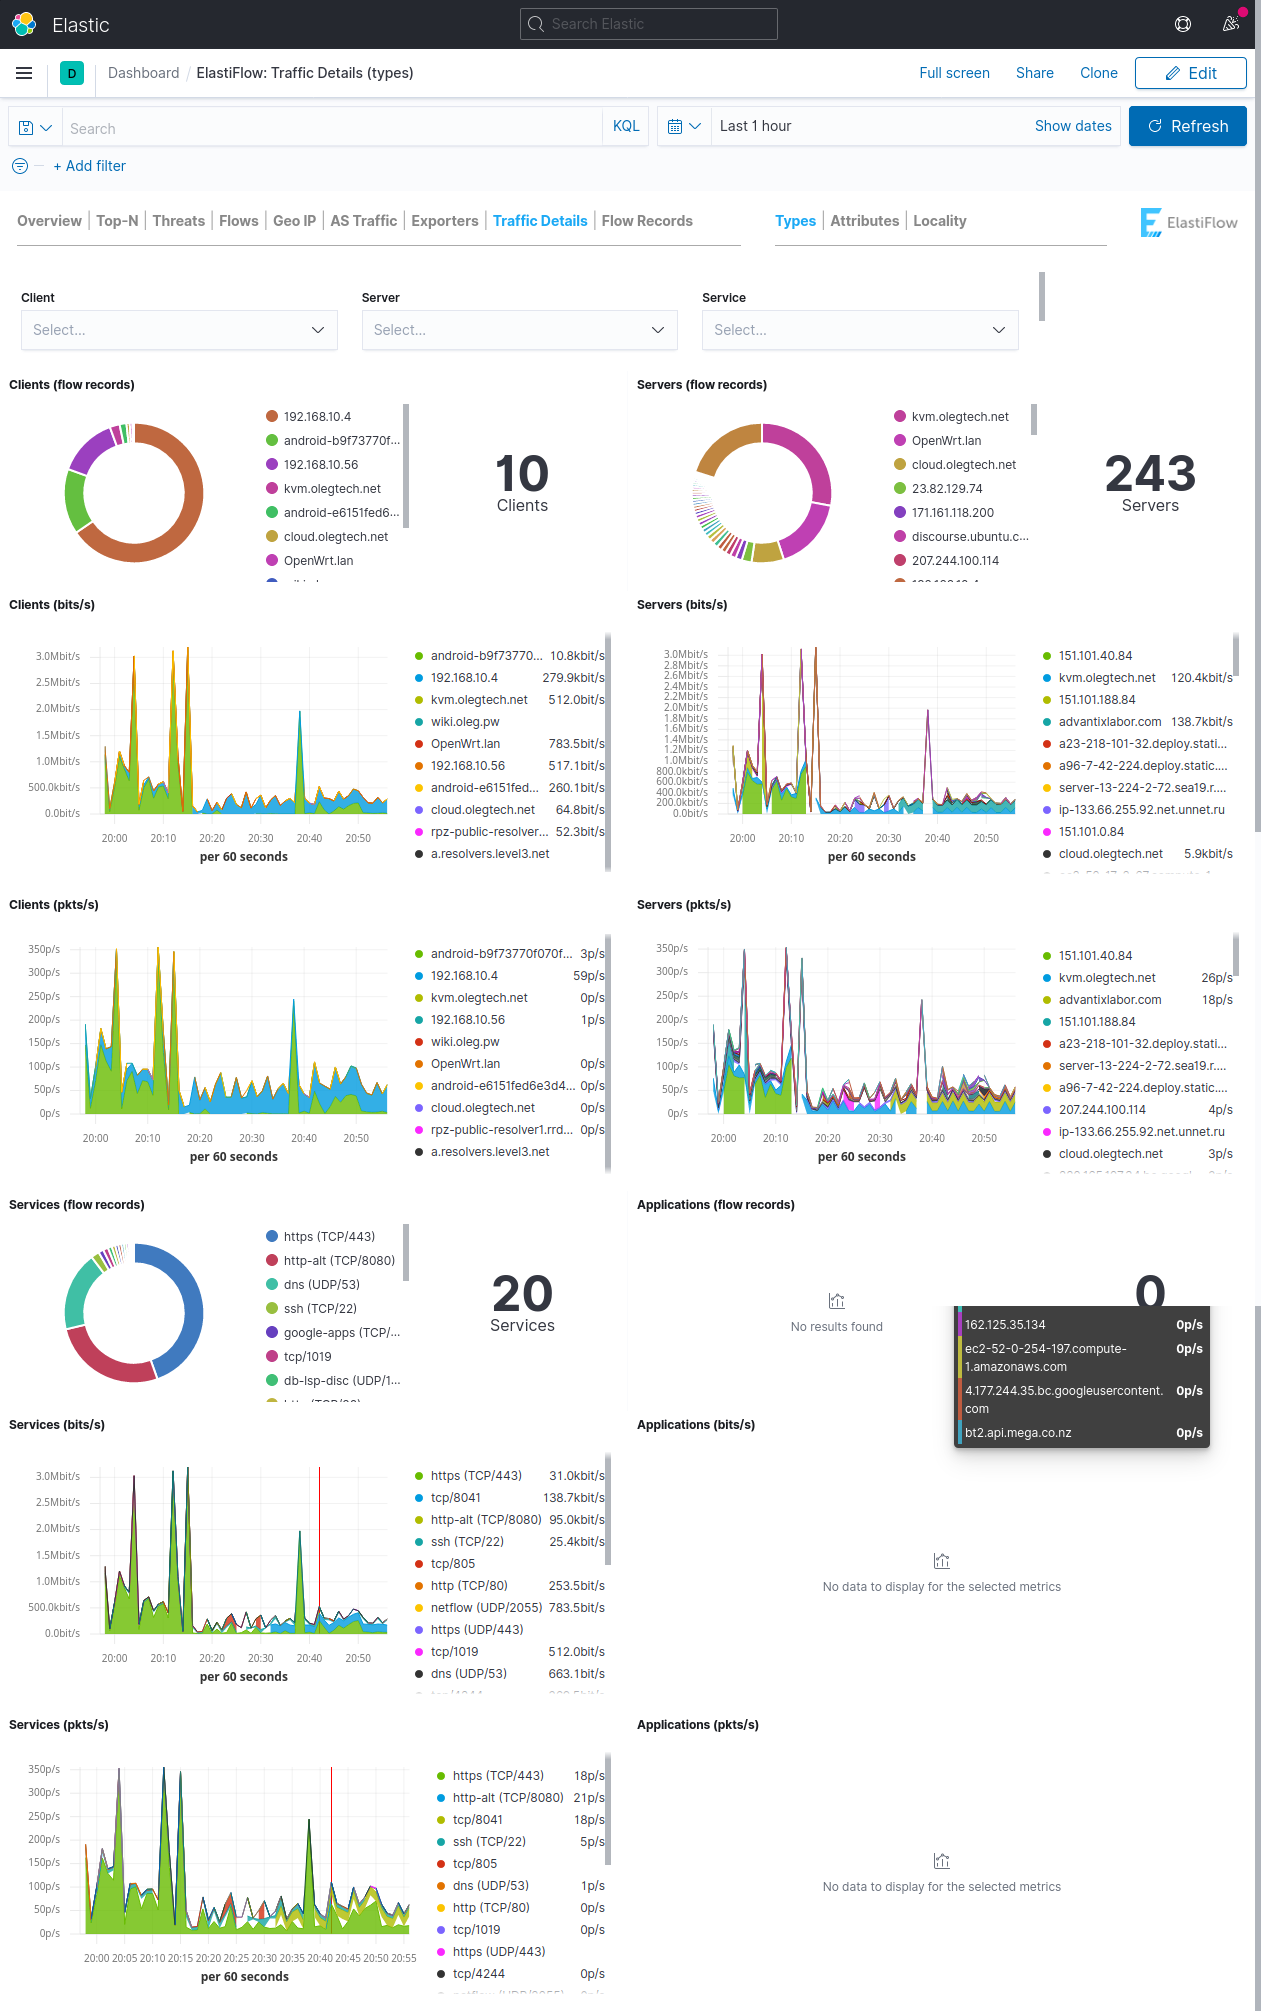 Elastic
Search Elastic
D
Dashboard / ElastiFlow: Traffic Details (types)
Full screen
Share
Clone
Edit
Search
KQL
Last 1 hour
Show dates
Refresh
+ Add filter
Overview | Top-N | Threats | Flows | Geo IP | AS Traffic | Exporters | Traffic Details | Flow Records
Types | Attributes | Locality
ElastiFlow
Client
Server
Service
Select...
Select...
Select...
Clients (flow records)
192.168.10.4
android-b9f73770f...
192.168.10.56
kvm.olegtech.net
android-e6151fed6...
cloud.olegtech.net
OpenWrt.lan
10
Clients
Servers (flow records)
kvm.olegtech.net
OpenWrt.lan
cloud.olegtech.net
23.82.129.74
171.161.118.200
discourse.ubuntu.c...
207.244.100.114
243
Servers
Clients (bits/s)
3.0Mbit/s
2.5Mbit/s
2.0Mbit/s
1.5Mbit/s
1.0Mbit/s
500.0kbit/s
0.0bit/s
20:00 20:10 20:20 20:30 20:40 20:50
per 60 seconds
android-b9f73770... 10.8kbit/s
192.168.10.4 279.9kbit/s
kvm.olegtech.net 512.0bit/s
wiki.oleg.pw
OpenWrt.lan 783.5bit/s
192.168.10.56 517.1bit/s
android-e6151fed... 260.1bit/s
cloud.olegtech.net 64.8bit/s
rpz-public-resolver... 52.3bit/s
a.resolvers.level3.net
Servers (bits/s)
3.0Mbit/s
2.8Mbit/s
2.6Mbit/s
2.4Mbit/s
2.2Mbit/s
2.0Mbit/s
1.8Mbit/s
1.6Mbit/s
1.4Mbit/s
1.2Mbit/s
1.0Mbit/s
800.0kbit/s
600.0kbit/s
400.0kbit/s
200.0kbit/s
0.0bit/s
20:00 20:10 20:20 20:30 20:40 20:50
per 60 seconds
151.101.40.84
kvm.olegtech.net 120.4kbit/s
151.101.188.84
advantixlabor.com 138.7kbit/s
a23-218-101-32.deploy.stati...
a96-7-42-224.deploy.static....
server-13-224-2-72.sea19.r....
ip-133.66.255.92.net.unnet.ru
151.101.0.84
cloud.olegtech.net 5.9kbit/s
Clients (pkts/s)
350p/s
300p/s
250p/s
200p/s
150p/s
100p/s
50p/s
0p/s
20:00 20:10 20:20 20:30 20:40 20:50
per 60 seconds
android-b9f73770f070f... 3p/s
192.168.10.4 59p/s
kvm.olegtech.net 0p/s
192.168.10.56 1p/s
wiki.oleg.pw
OpenWrt.lan 0p/s
android-e6151fed6e3d4... 0p/s
cloud.olegtech.net 0p/s
rpz-public-resolver1.rrd... 0p/s
a.resolvers.level3.net
Servers (pkts/s)
350p/s
300p/s
250p/s
200p/s
150p/s
100p/s
50p/s
0p/s
20:00 20:10 20:20 20:30 20:40 20:50
per 60 seconds
151.101.40.84
kvm.olegtech.net 26p/s
advantixlabor.com 18p/s
151.101.188.84
a23-218-101-32.deploy.stati...
server-13-224-2-72.sea19.r....
a96-7-42-224.deploy.static....
207.244.100.114 4p/s
ip-133.66.255.92.net.unnet.ru
cloud.olegtech.net 3p/s
Services (flow records)
https (TCP/443)
http-alt (TCP/8080)
dns (UDP/53)
ssh (TCP/22)
google-apps (TCP/...
tcp/1019
db-lsp-disc (UDP/1...
20
Services
Applications (flow records)
No results found
0
162.125.35.134 0p/s
ec2-52-0-254-197.compute- 0p/s
1.amazonaws.com
4.177.244.35.bc.googleusercontent. 0p/s
com
bt2.api.mega.co.nz 0p/s
Services (bits/s)
3.0Mbit/s
2.5Mbit/s
2.0Mbit/s
1.5Mbit/s
1.0Mbit/s
500.0kbit/s
0.0bit/s
20:00 20:10 20:20 20:30 20:40 20:50
per 60 seconds
https (TCP/443) 31.0kbit/s
tcp/8041 138.7kbit/s
http-alt (TCP/8080) 95.0kbit/s
ssh (TCP/22) 25.4kbit/s
tcp/805
http (TCP/80) 253.5bit/s
netflow (UDP/2055) 783.5bit/s
https (UDP/443)
tcp/1019 512.0bit/s
dns (UDP/53) 663.1bit/s
Applications (bits/s)
No data to display for the selected metrics
Services (pkts/s)
350p/s
300p/s
250p/s
200p/s
150p/s
100p/s
50p/s
0p/s
20:00 20:05 20:10 20:15 20:20 20:25 20:30 20:35 20:40 20:45 20:50 20:55
per 60 seconds
https (TCP/443) 18p/s
http-alt (TCP/8080) 21p/s
tcp/8041 18p/s
ssh (TCP/22) 5p/s
tcp/805
dns (UDP/53) 1p/s
http (TCP/80) 0p/s
tcp/1019 0p/s
https (UDP/443)
tcp/4244 0p/s
Applications (pkts/s)
No data to display for the selected metrics